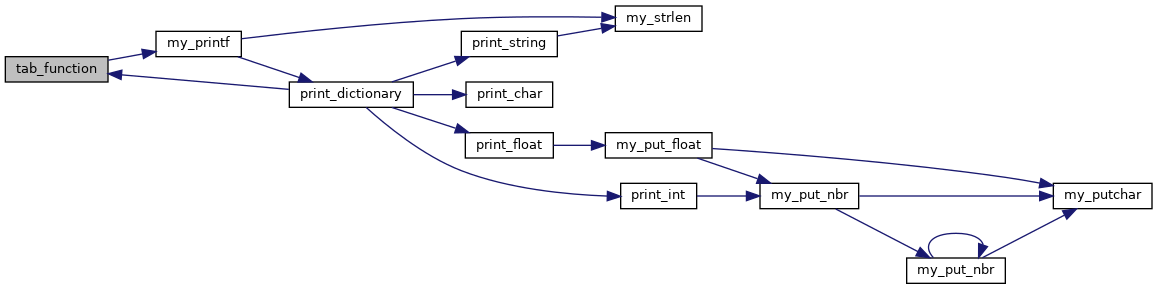 my_strlen
my_printf
print_string
tab_function
print_dictionary
print_char
print_float
my_put_float
print_int
my_put_nbr
my_putchar
my_put_nbr